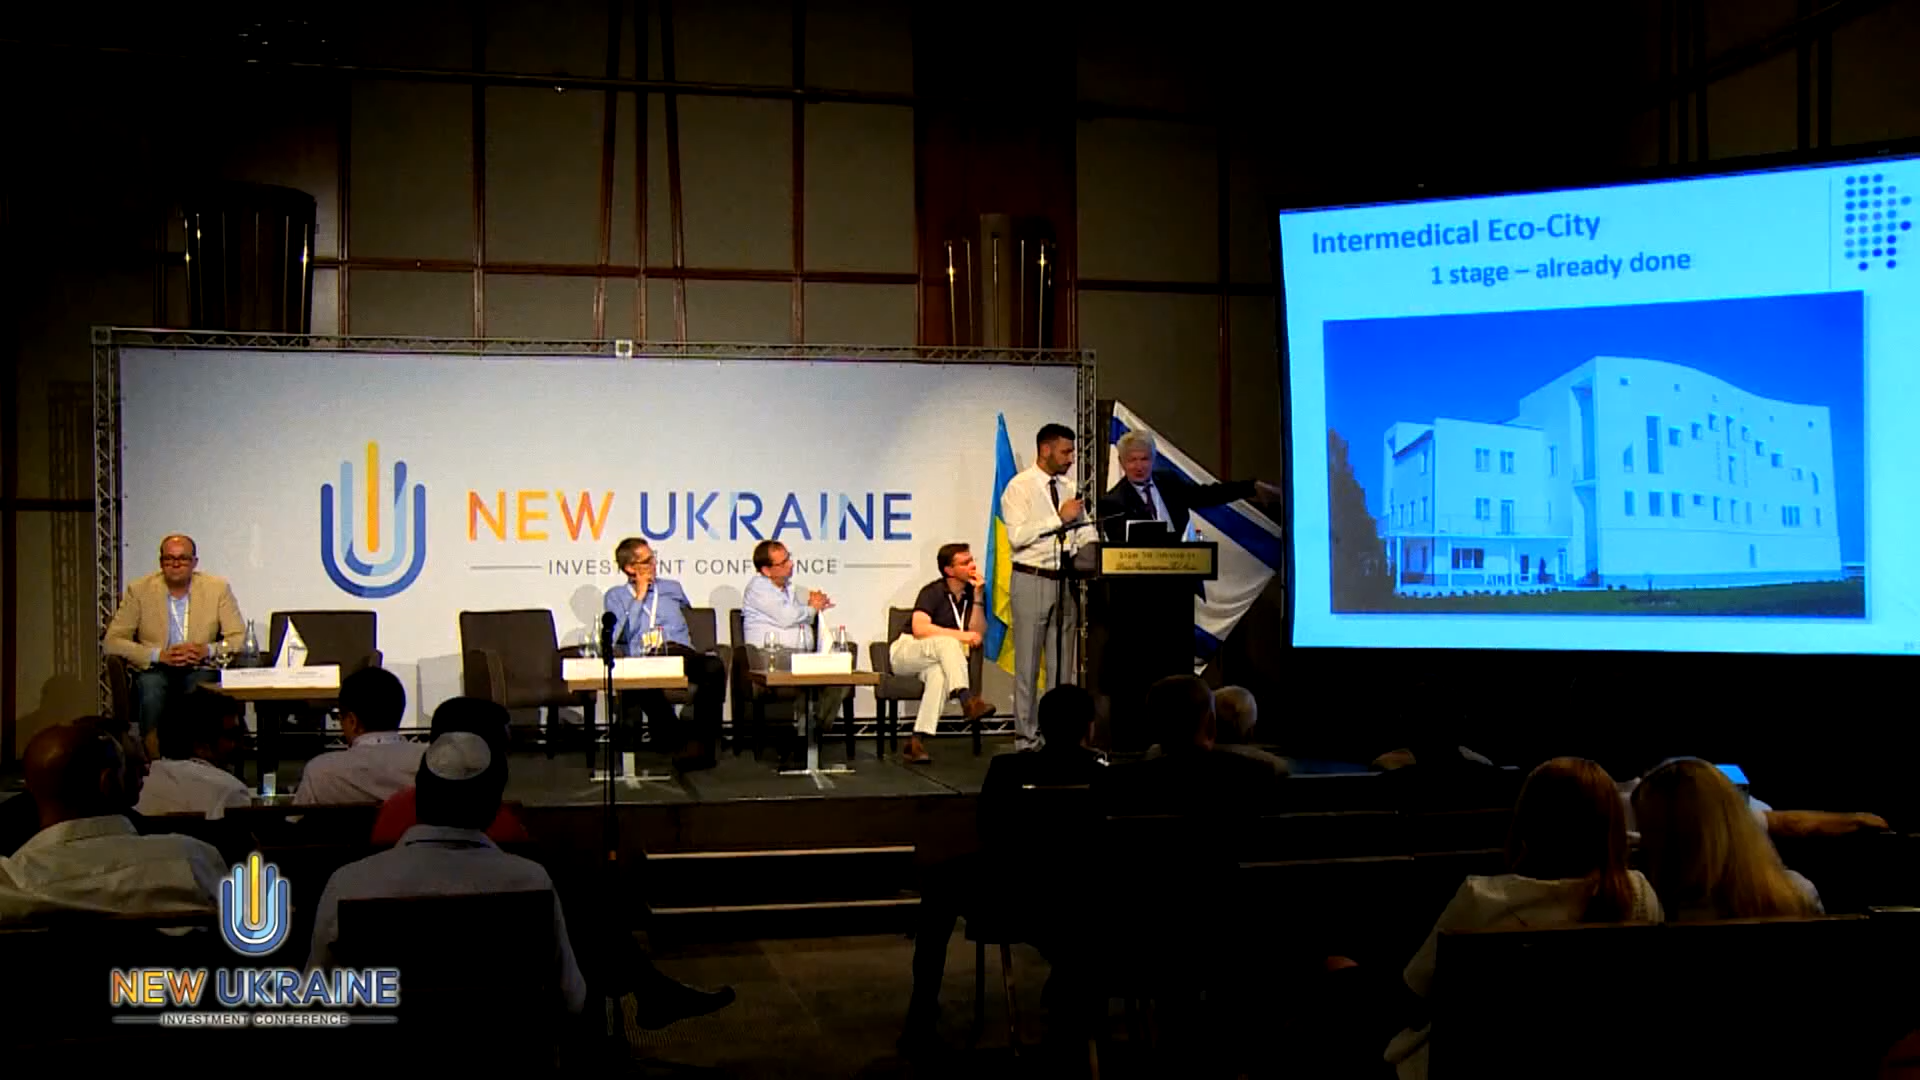 Intermedical Eco-City
1 stage – already done
NEW UKRAINE
INVESTMENT CONFERENCE
NEW UKRAINE
INVESTMENT CONFERENCE